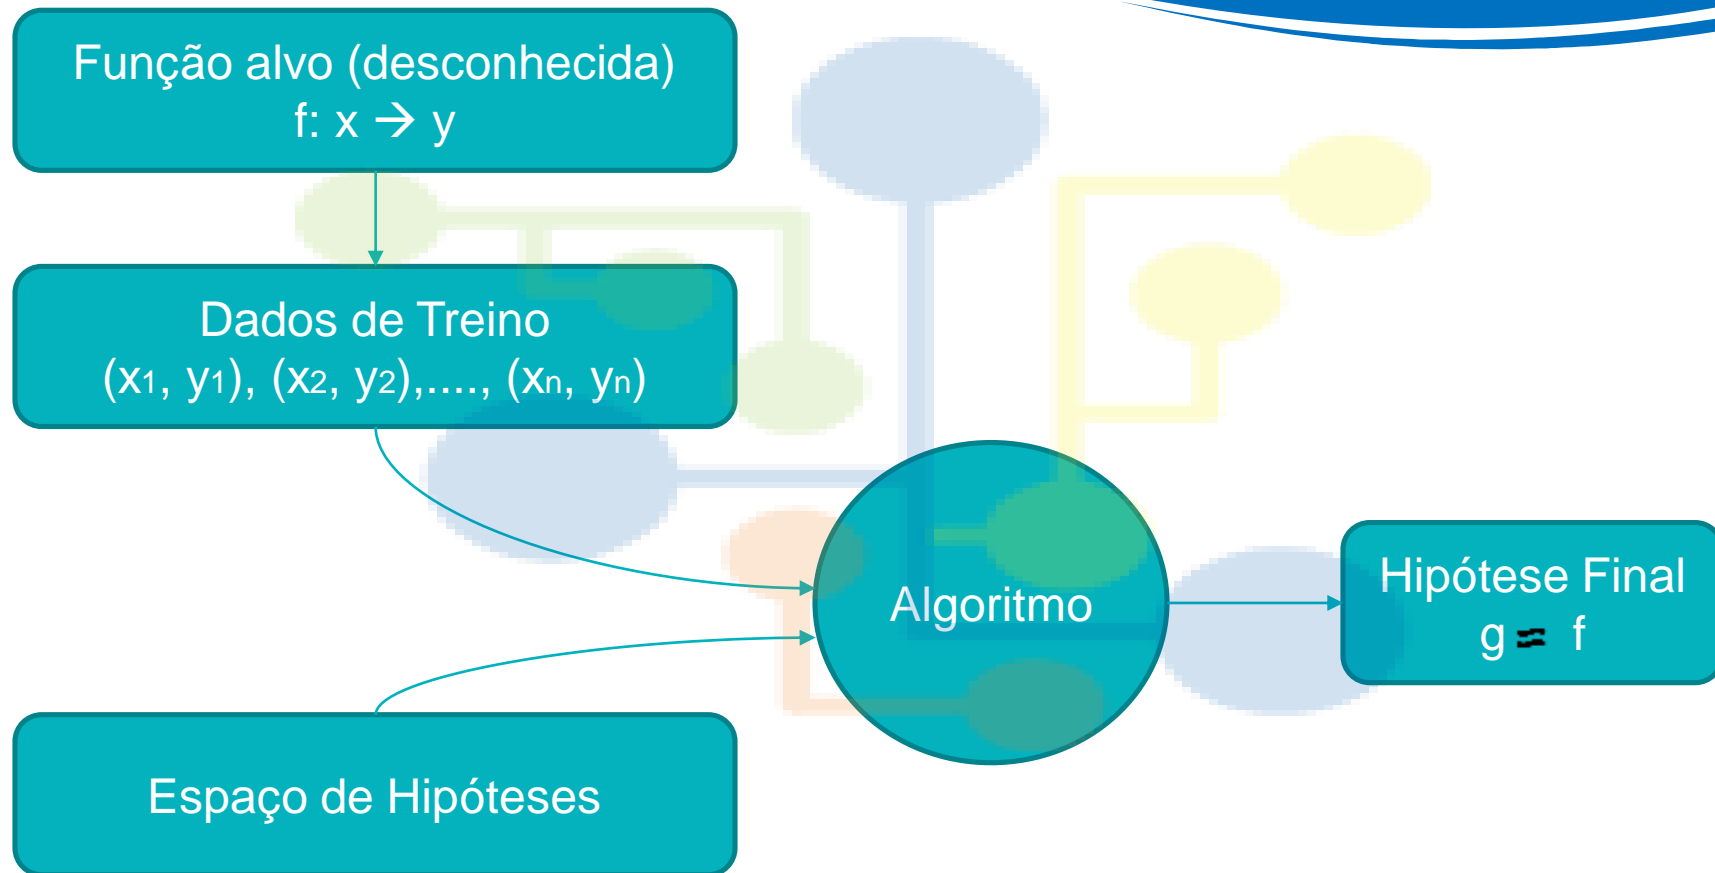 Função alvo (desconhecida)
f: x → y
Dados de Treino
(x1, y1), (x2, y2),...., (xn, yn)
Algoritmo
Hipótese Final
g ≈ f
Espaço de Hipóteses